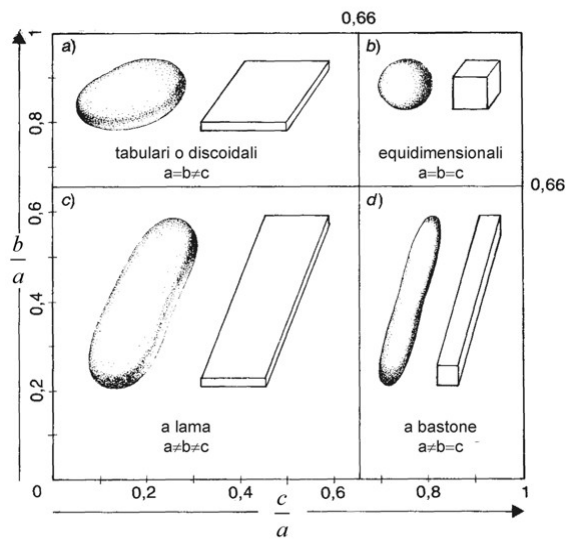 0,66
1
a)
b)
0,8
tabulari o discoidali
a=b≠c
equidimensionali
a=b=c
0,66
0,6
c)
d)
b
a
0,4
0,2
a lama
a≠b≠c
a bastone
a≠b=c
0
0,2
0,4
0,6
0,8
1
c
a